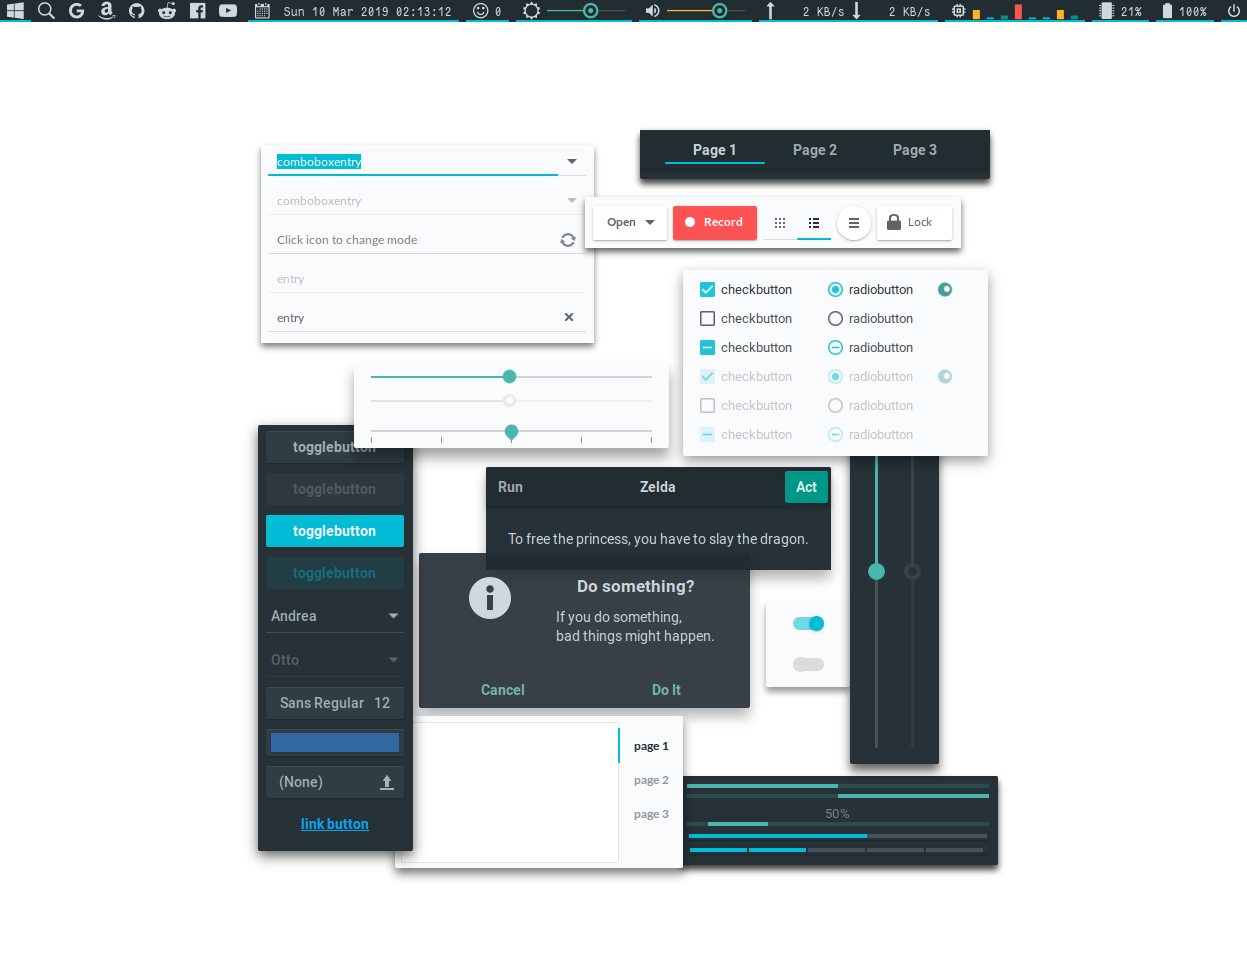 Sun 10 Mar 2019 02:13:12
0
2 KB/s
2 KB/s
21%
100%
Page 1 Page 2 Page 3
comboboxentry
comboboxentry
Click icon to change mode
entry
entry
Open
Record
Lock
checkbutton radiobutton
checkbutton radiobutton
checkbutton radiobutton
checkbutton radiobutton
checkbutton radiobutton
checkbutton radiobutton
togglebutton
togglebutton
togglebutton
togglebutton
Andrea
Otto
Sans Regular 12
(None)
link button
Run Zelda Act
To free the princess, you have to slay the dragon.
Do something?
If you do something,
bad things might happen.
Cancel Do It
page 1
page 2
page 3
50%